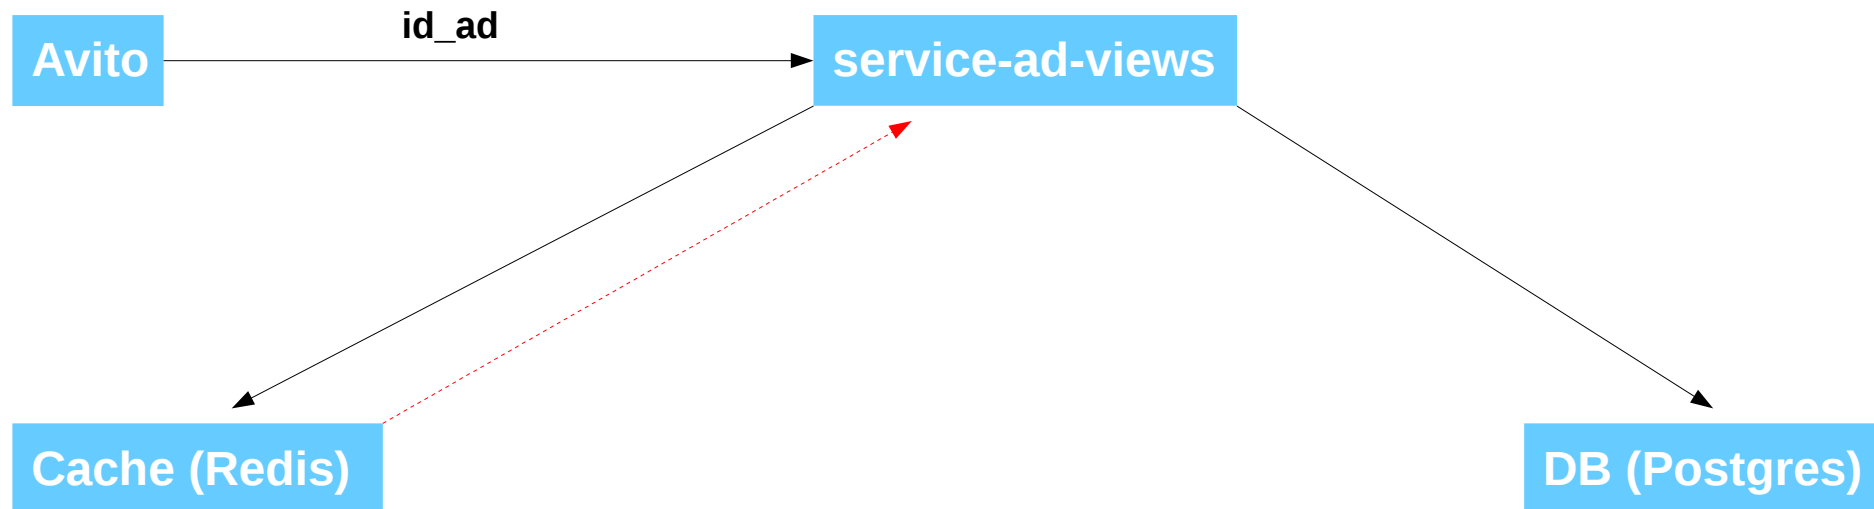 id_ad
Avito
service-ad-views
Cache (Redis)
DB (Postgres)